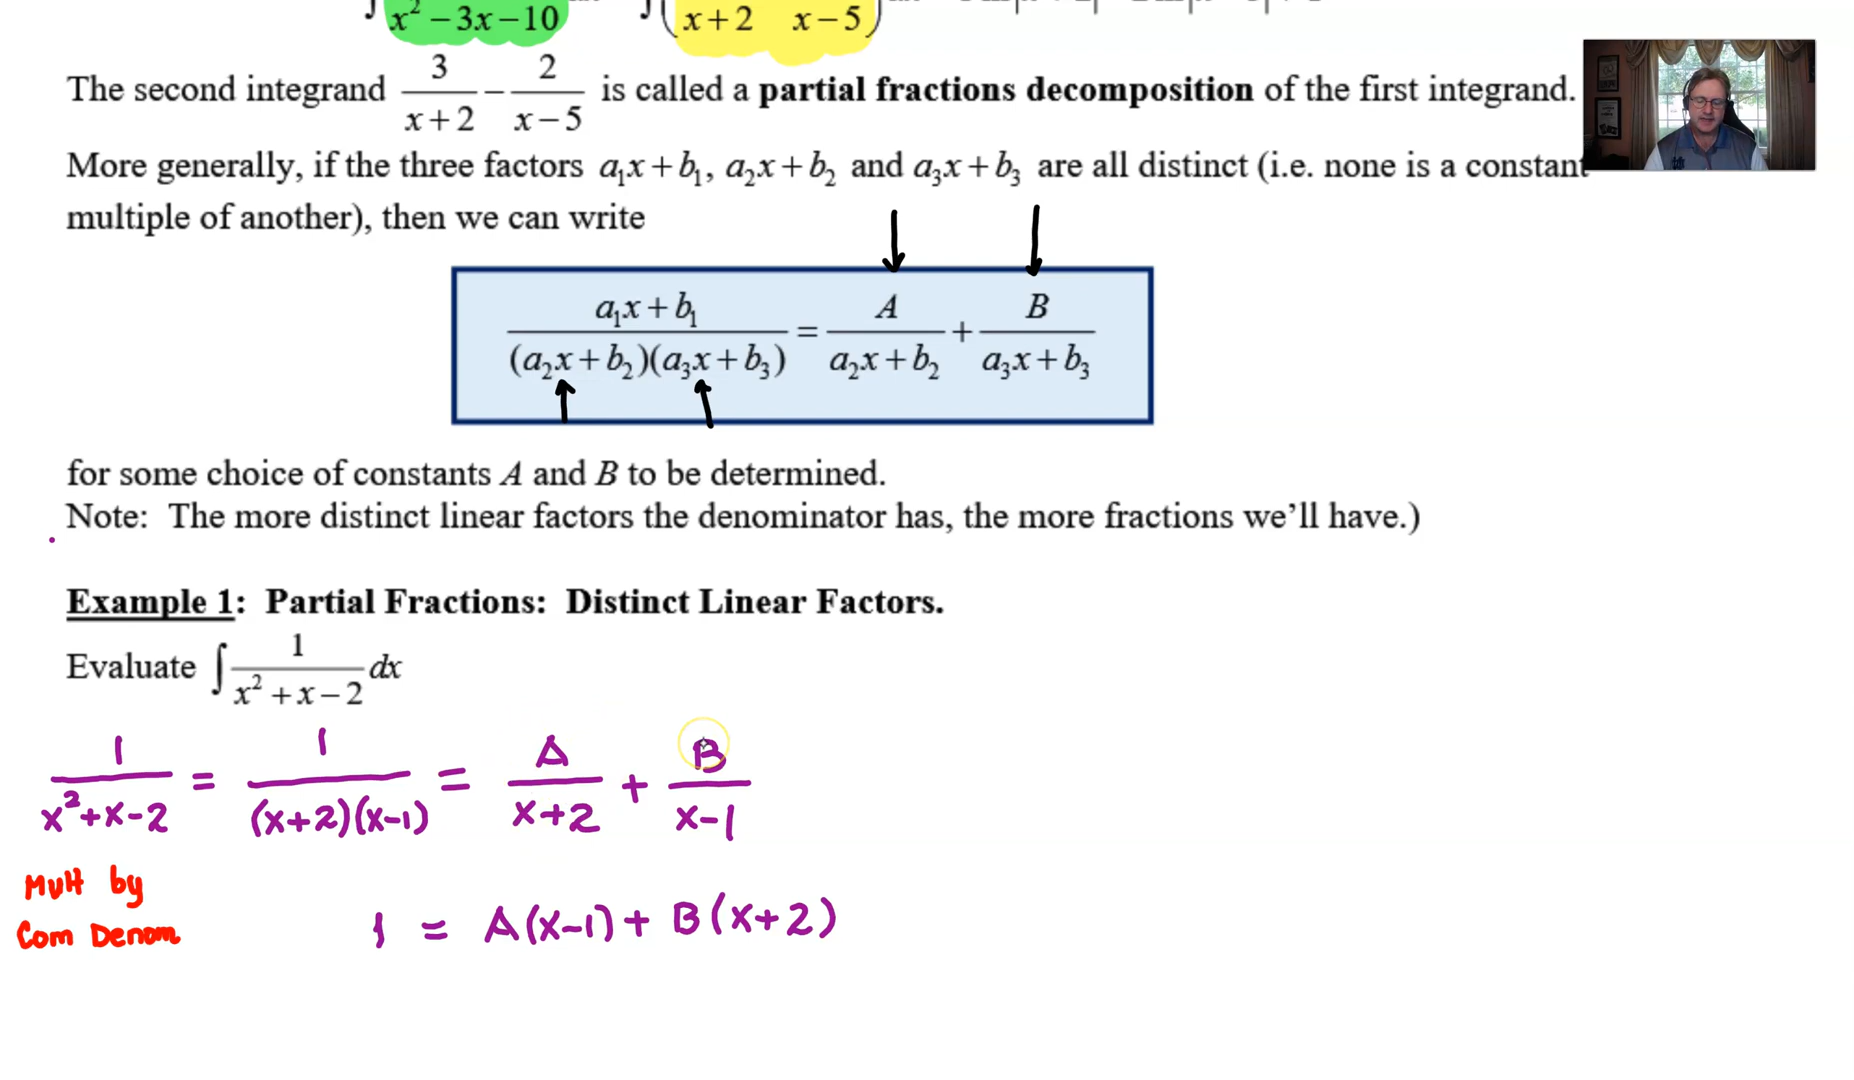 ∫ x² − 3x − 10 ∫( x + 2 x − 5 )
The second integrand 3/(x + 2) − 2/(x − 5) is called a partial fractions decomposition of the first integrand.
More generally, if the three factors a₁x + b₁, a₂x + b₂ and a₃x + b₃ are all distinct (i.e. none is a constant
multiple of another), then we can write
(a₁x + b₁)/((a₂x + b₂)(a₃x + b₃)) = A/(a₂x + b₂) + B/(a₃x + b₃)
for some choice of constants A and B to be determined.
Note: The more distinct linear factors the denominator has, the more fractions we’ll have.)
Example 1: Partial Fractions: Distinct Linear Factors.
Evaluate ∫ 1/(x² + x − 2) dx
1/(x²+x−2) = 1/((x+2)(x−1)) = A/(x+2) + B/(x−1)
Mult by
Com Denom
1 = A(x−1) + B(x+2)